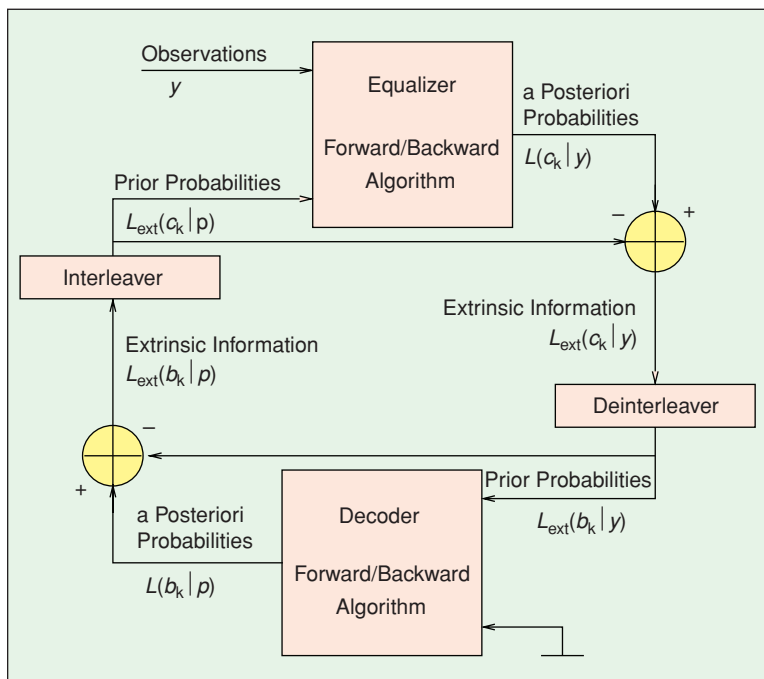 Observations
y
Equalizer
Forward/Backward
Algorithm
a Posteriori
Probabilities
L(cₖ|y)
Prior Probabilities
Lₑₓₜ(cₖ|p)
−
+
Interleaver
Extrinsic Information
Lₑₓₜ(cₖ|y)
Extrinsic Information
Lₑₓₜ(bₖ|p)
Deinterleaver
−
+
Prior Probabilities
Lₑₓₜ(bₖ|y)
a Posteriori
Probabilities
L(bₖ|p)
Decoder
Forward/Backward
Algorithm